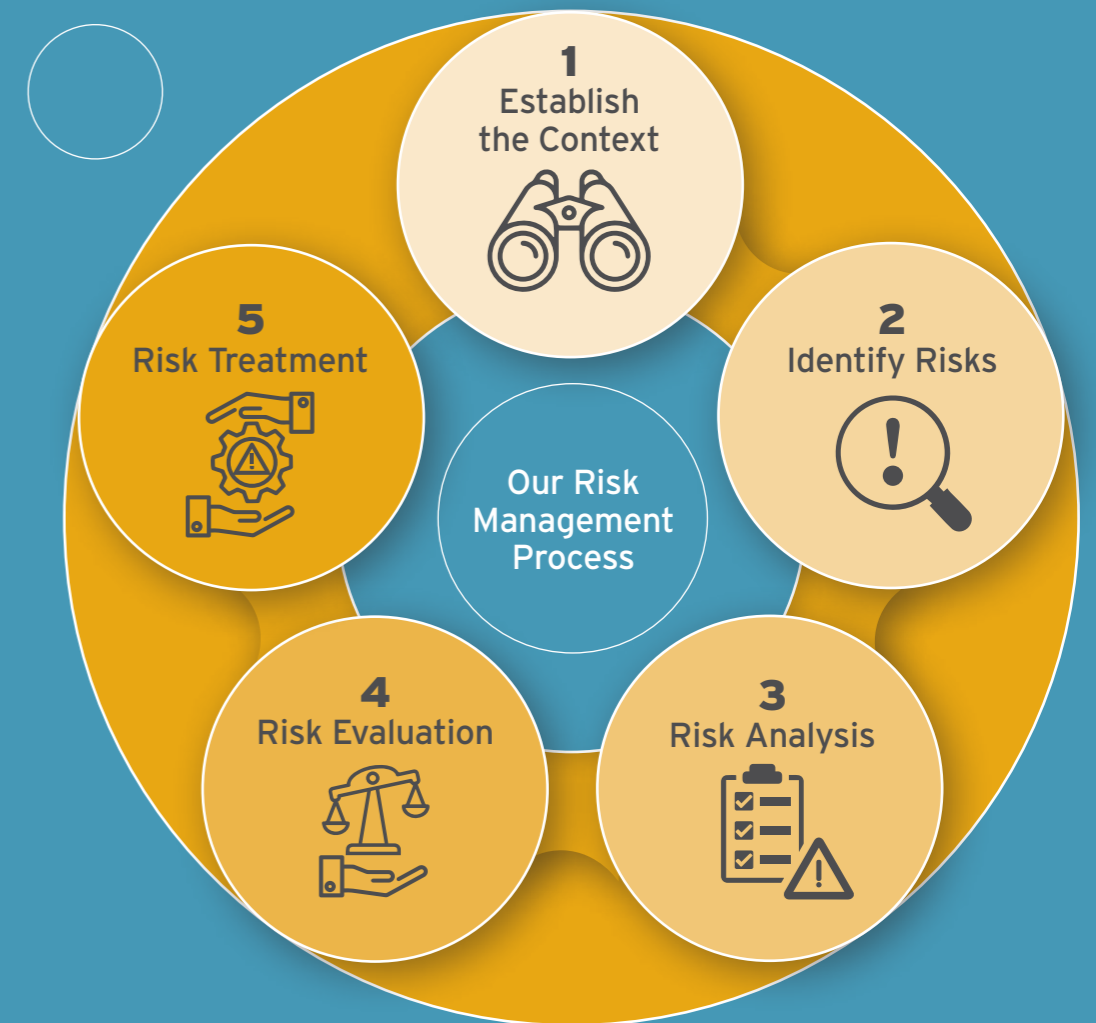 1
Establish
the Context
2
Identify Risks
3
Risk Analysis
4
Risk Evaluation
5
Risk Treatment
Our Risk
Management
Process